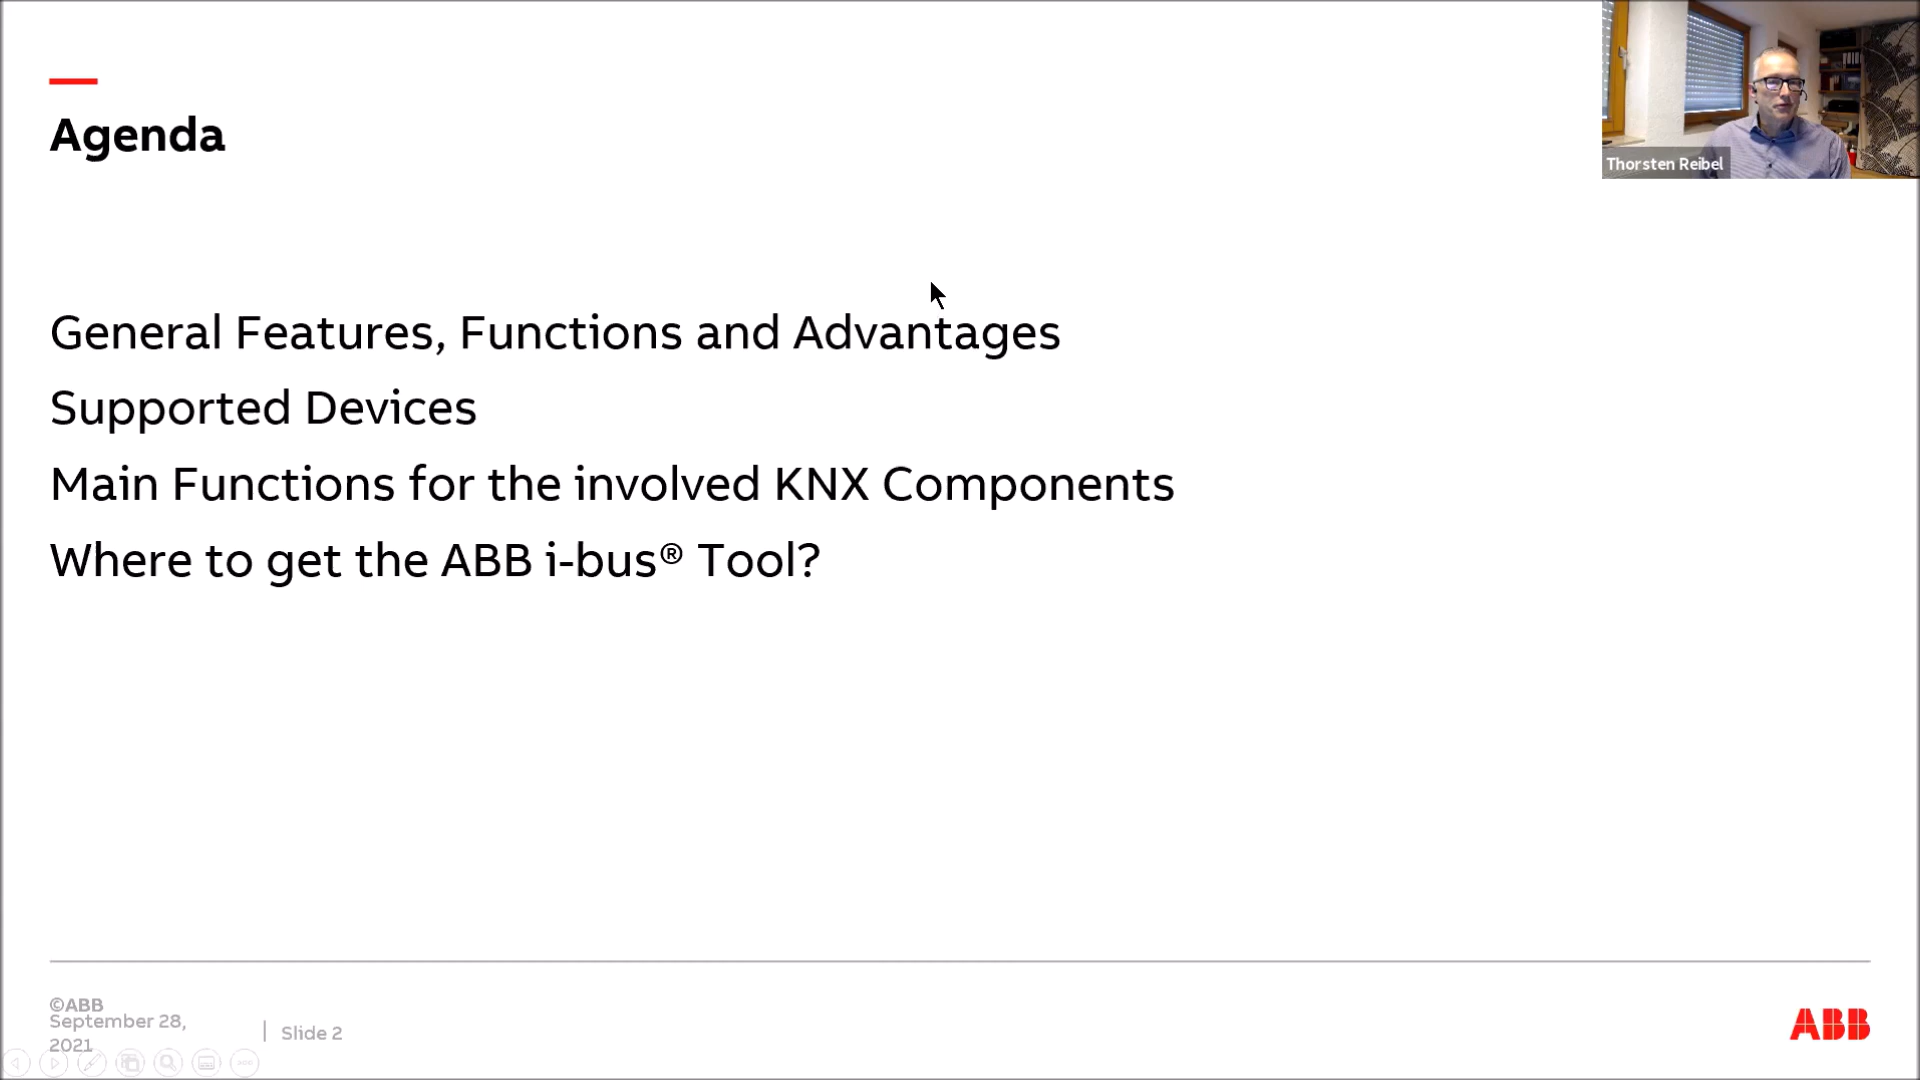 Agenda
Thorsten Reibel
General Features, Functions and Advantages
Supported Devices
Main Functions for the involved KNX Components
Where to get the ABB i-bus® Tool?
©ABB
September 28,
2021
Slide 2
ABB